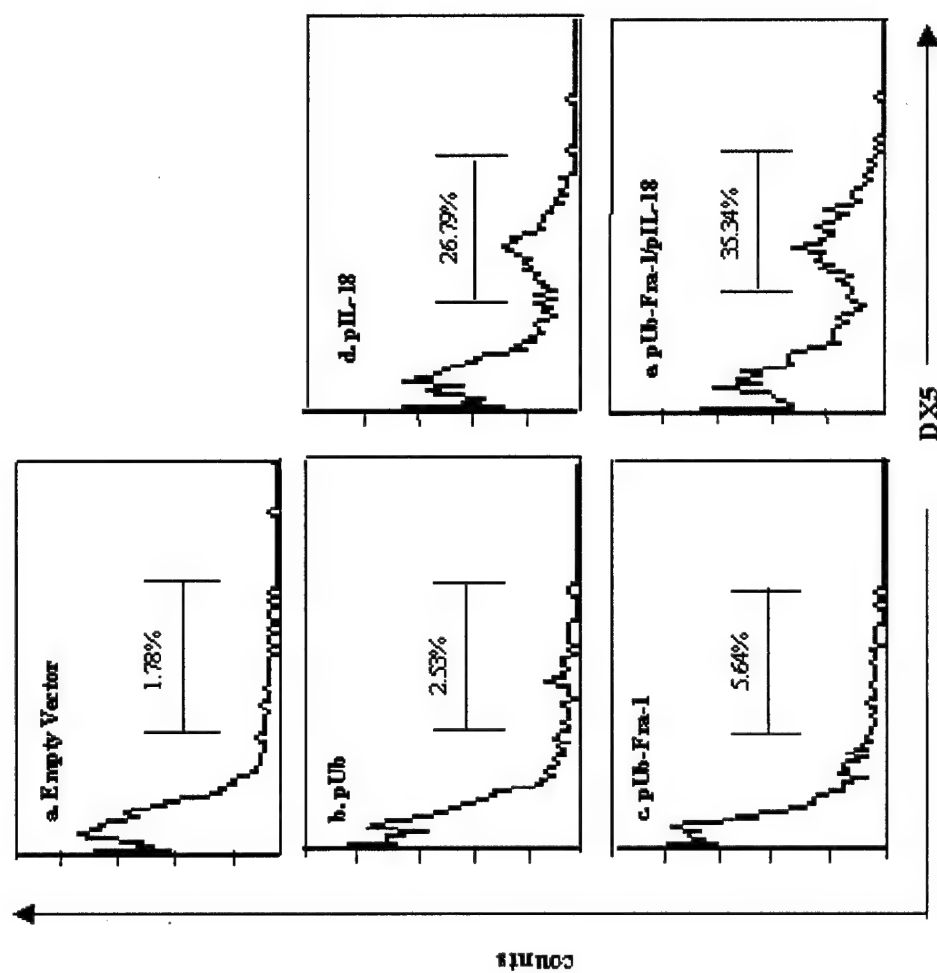 a. Empty Vector
1.78%
b. pUb
2.53%
d. pIL-18
26.79%
c. pUb-Fra-1
5.64%
e. pUb-Fra-1/pIL-18
35.34%
counts
DX5